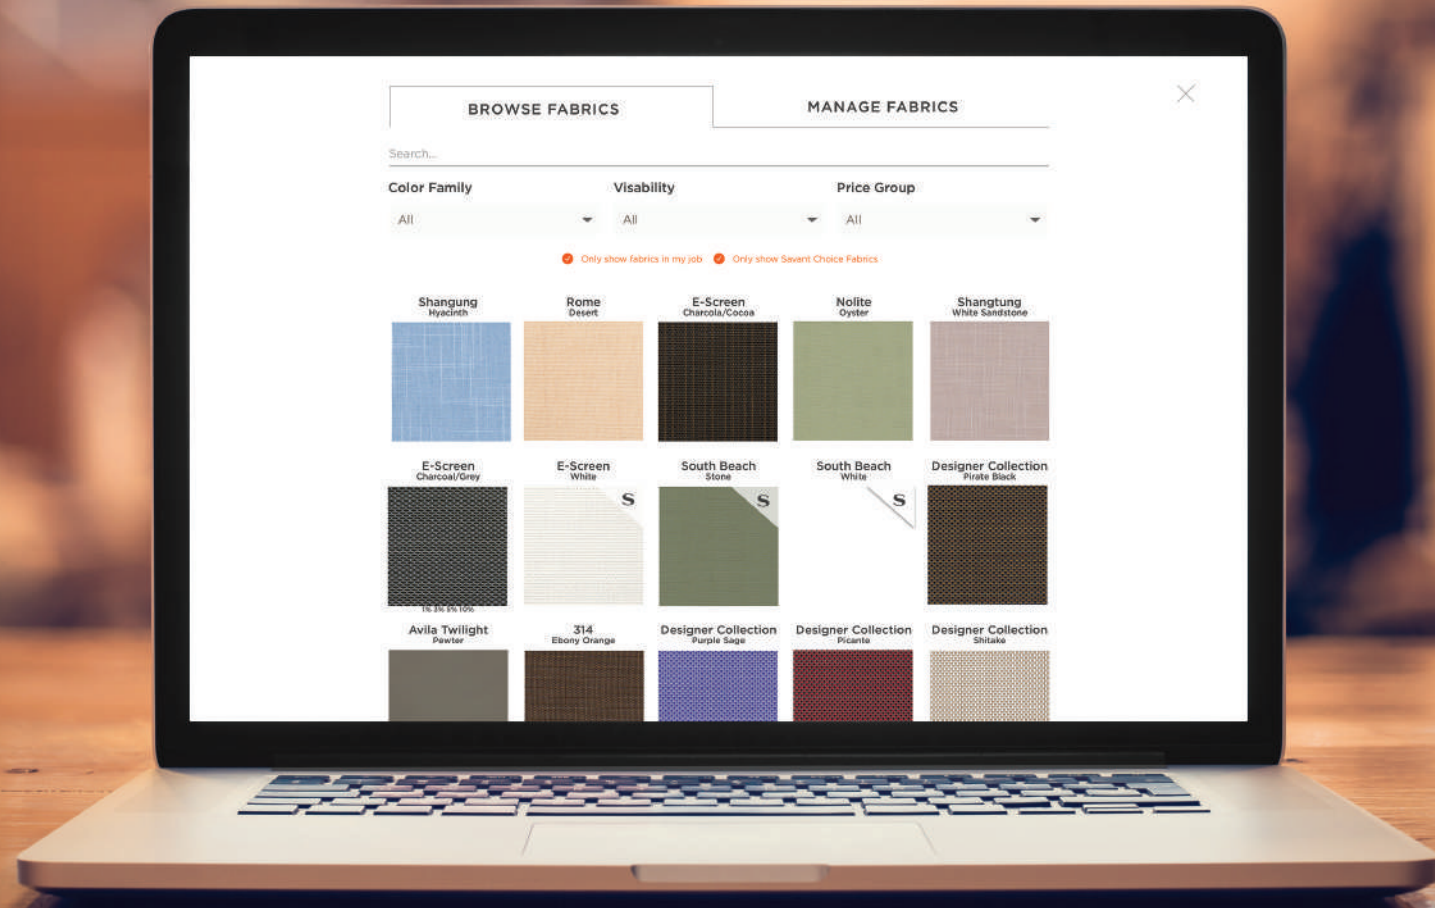 BROWSE FABRICS
MANAGE FABRICS
Search...
Color Family
Visability
Price Group
All
All
All
Only show fabrics in my job
Only show Savant Choice Fabrics
Shangung
Rome
E-Screen
Nolite
Shangtung
Hyacinth
Desert
Charcola/Cocoa
Oyster
White Sandstone
E-Screen
E-Screen
South Beach
South Beach
Designer Collection
Charcoal/Grey
White
Stone
White
Pirate Black
S
S
S
1% 3% 5% 10%
Avila Twilight
314
Designer Collection
Designer Collection
Designer Collection
Pewter
Ebony Orange
Purple Sage
Picante
Shitake